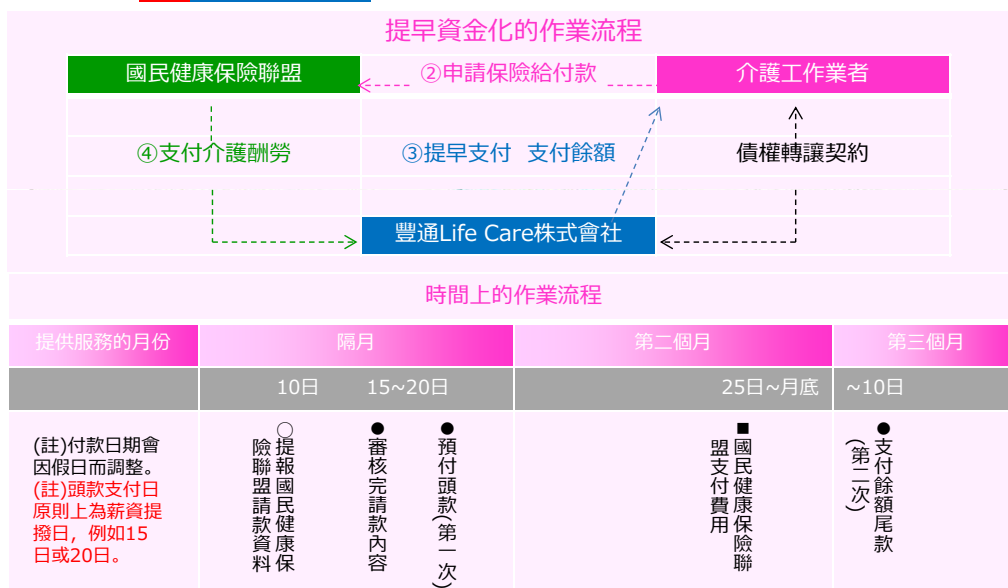 提早資金化的作業流程
國民健康保險聯盟
②申請保險給付款
介護工作業者
④支付介護酬勞
③提早支付 支付餘額
債權轉讓契約
豐通Life Care株式會社
時間上的作業流程
提供服務的月份
隔月
第二個月
第三個月
10日
15~20日
25日~月底
~10日
(註)付款日期會
因假日而調整。
(註)頭款支付日
原則上為薪資提
撥日，例如15
日或20日。
○提報國民健康保
險聯盟請款資料
●審核完請款內容
●預付頭款(第一次)
■國民健康保險聯
盟支付費用
●支付餘額尾款
(第二次)